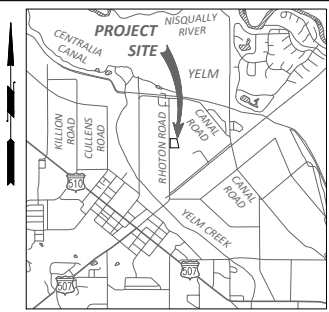 NISQUALLY
RIVER
CENTRALIA
CANAL
PROJECT
SITE
YELM
KILLION
ROAD
CULLENS
ROAD
RHOTON ROAD
CANAL
ROAD
CANAL
ROAD
510
YELM CREEK
507
507
N